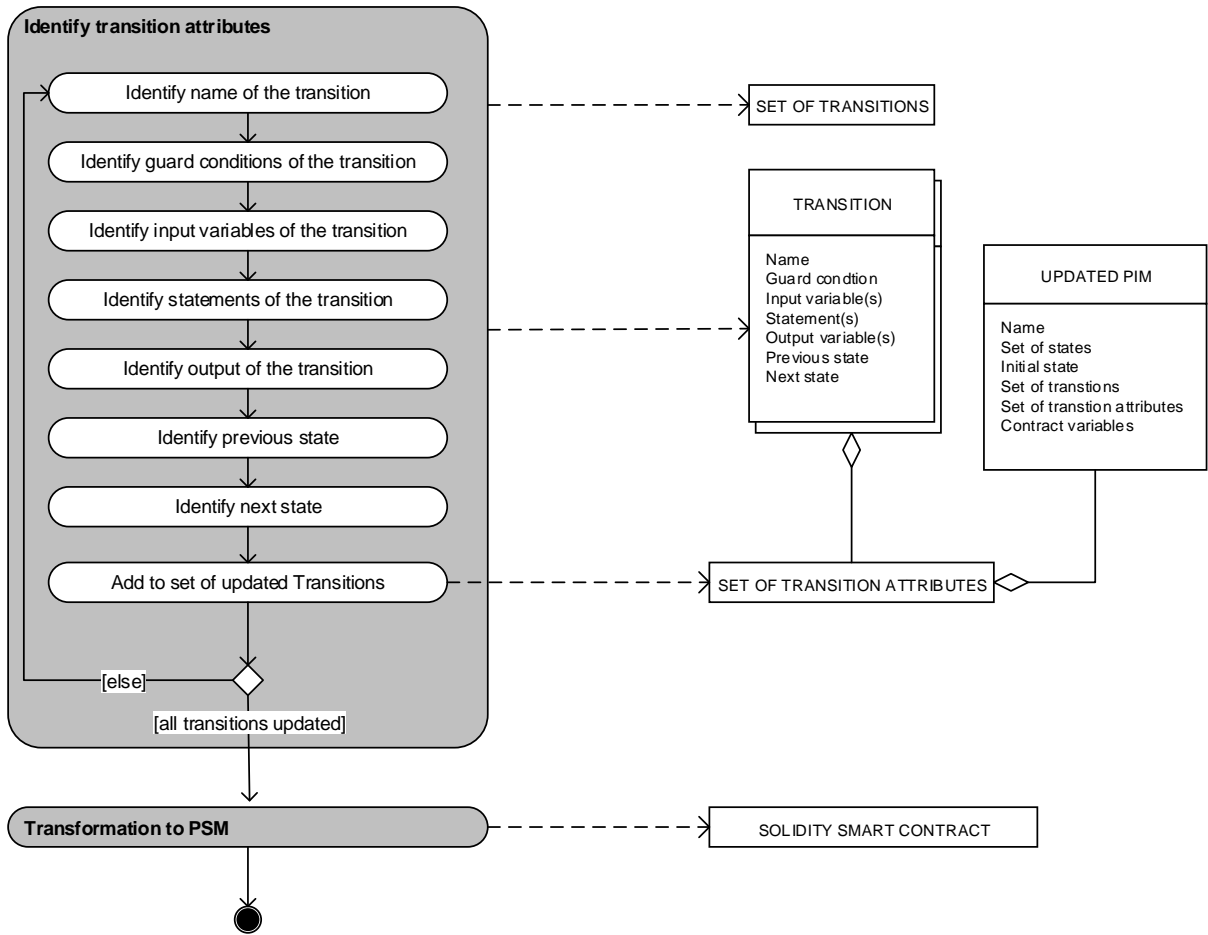 Identify transition attributes
Identify name of the transition
Identify guard conditions of the transition
Identify input variables of the transition
Identify statements of the transition
Identify output of the transition
Identify previous state
Identify next state
Add to set of updated Transitions
[else]
[all transitions updated]
Transformation to PSM
SET OF TRANSITIONS
TRANSITION
Name
Guard condtion
Input variable(s)
Statement(s)
Output variable(s)
Previous state
Next state
UPDATED PIM
Name
Set of states
Initial state
Set of transtions
Set of transtion attributes
Contract variables
SET OF TRANSITION ATTRIBUTES
SOLIDITY SMART CONTRACT